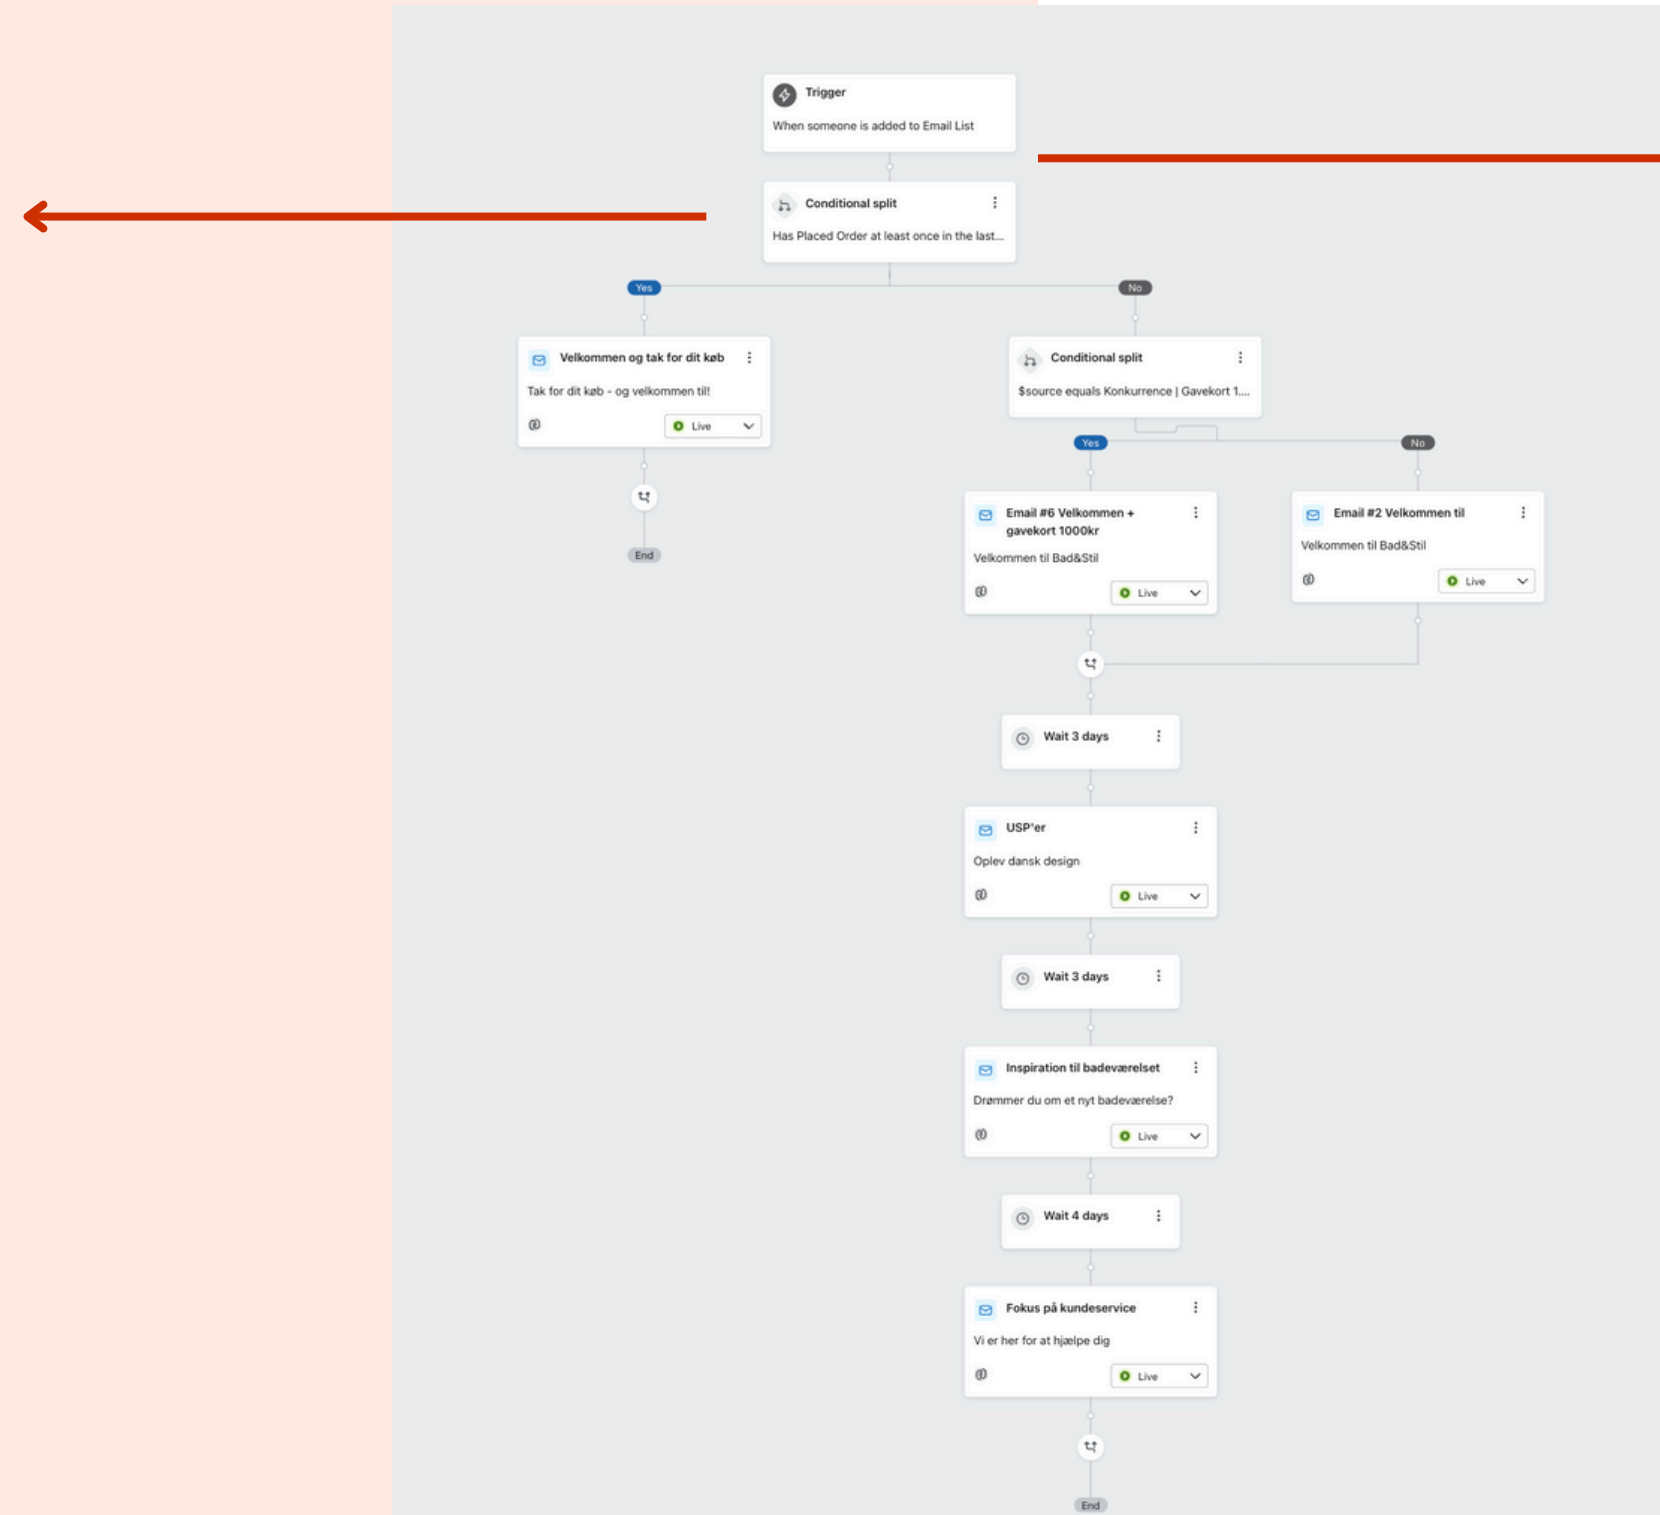 Trigger
When someone is added to Email List
Conditional split
Has Placed Order at least once in the last...
Yes
No
Velkommen og tak for dit køb
Tak for dit køb - og velkommen til!
Live
End
Conditional split
$source equals Konkurrence | Gavekort 1....
Yes
No
Email #6 Velkommen +
gavekort 1000kr
Velkommen til Bad&Stil
Live
Email #2 Velkommen til
Velkommen til Bad&Stil
Live
Wait 3 days
USP'er
Oplev dansk design
Live
Wait 3 days
Inspiration til badeværelset
Drømmer du om et nyt badeværelse?
Live
Wait 4 days
Fokus på kundeservice
Vi er her for at hjælpe dig
Live
End